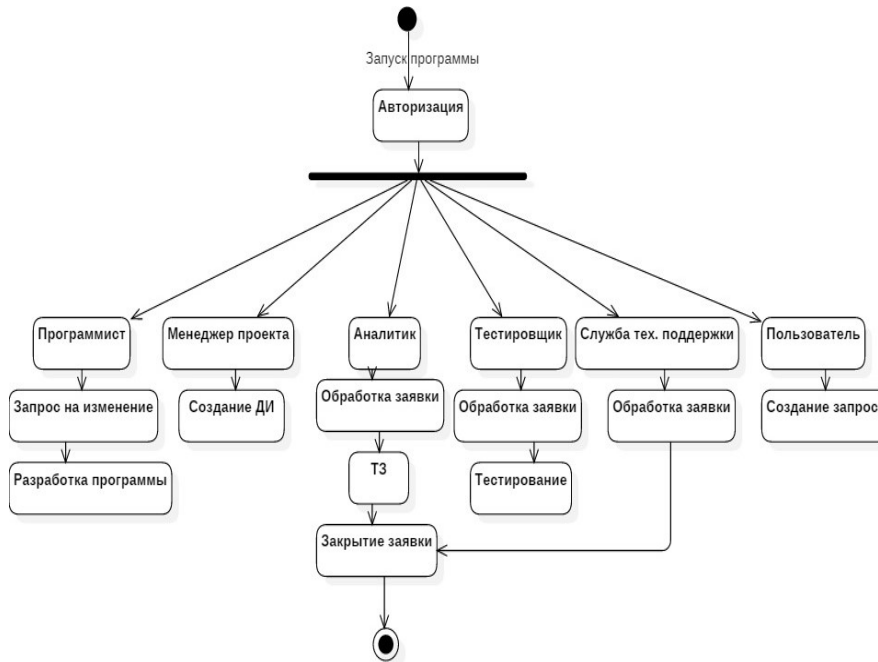 Запуск программы
Авторизация
Программист
Менеджер проекта
Аналитик
Тестировщик
Служба тех. поддержки
Пользователь
Запрос на изменение
Создание ДИ
Обработка заявки
Обработка заявки
Обработка заявки
Создание запрос
Разработка программы
ТЗ
Тестирование
Закрытие заявки